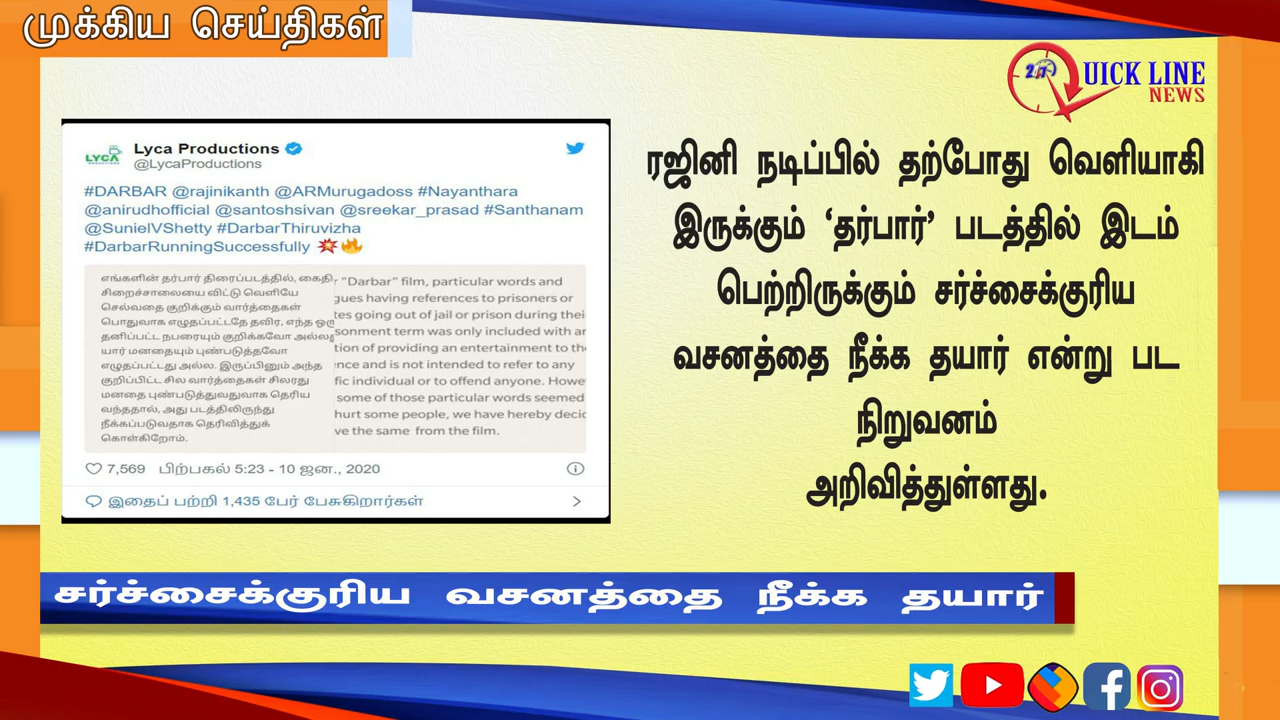 முக்கிய செய்திகள்
24/7
QUICK LINE
NEWS
LYCA
PRODUCTIONS
Lyca Productions
@LycaProductions
#DARBAR @rajinikanth @ARMurugadoss #Nayanthara
@anirudhofficial @santoshsivan @sreekar_prasad #Santhanam
@SunielVShetty #DarbarThiruvizha
#DarbarRunningSuccessfully 💥🔥
எங்களின் தர்பார் திரைப்படத்தில், கைதி
சிறைச்சாலையை விட்டு வெளியே
செல்வதை குறிக்கும் வார்த்தைகள்
பொதுவாக எழுதப்பட்டதே தவிர, எந்த ஒரு
தனிப்பட்ட நபரையும் குறிக்கவோ அல்லது
யார் மனதையும் புண்படுத்தவோ
எழுதப்பட்டது அல்ல. இருப்பினும் அந்த
குறிப்பிட்ட சில வார்த்தைகள் சிலரது
மனதை புண்படுத்துவதுவாக தெரிய
வந்ததால், அது படத்திலிருந்து
நீக்கப்படுவதாக தெரிவித்துக்
கொள்கிறோம்.
"Darbar" film, particular words and
gues having references to prisoners or
tes going out of jail or prison during thei
sonment term was only included with an
tion of providing an entertainment to the
nce and is not intended to refer to any
fic individual or to offend anyone. Howe
some of those particular words seemed
hurt some people, we have hereby decid
ve the same from the film.
7,569 பிற்பகல் 5:23 - 10 ஜன., 2020
இதைப் பற்றி 1,435 பேர் பேசுகிறார்கள்
ரஜினி நடிப்பில் தற்போது வெளியாகி
இருக்கும் ‘தர்பார்’ படத்தில் இடம்
பெற்றிருக்கும் சர்ச்சைக்குரிய
வசனத்தை நீக்க தயார் என்று பட
நிறுவனம்
அறிவித்துள்ளது.
சர்ச்சைக்குரிய வசனத்தை நீக்க தயார்